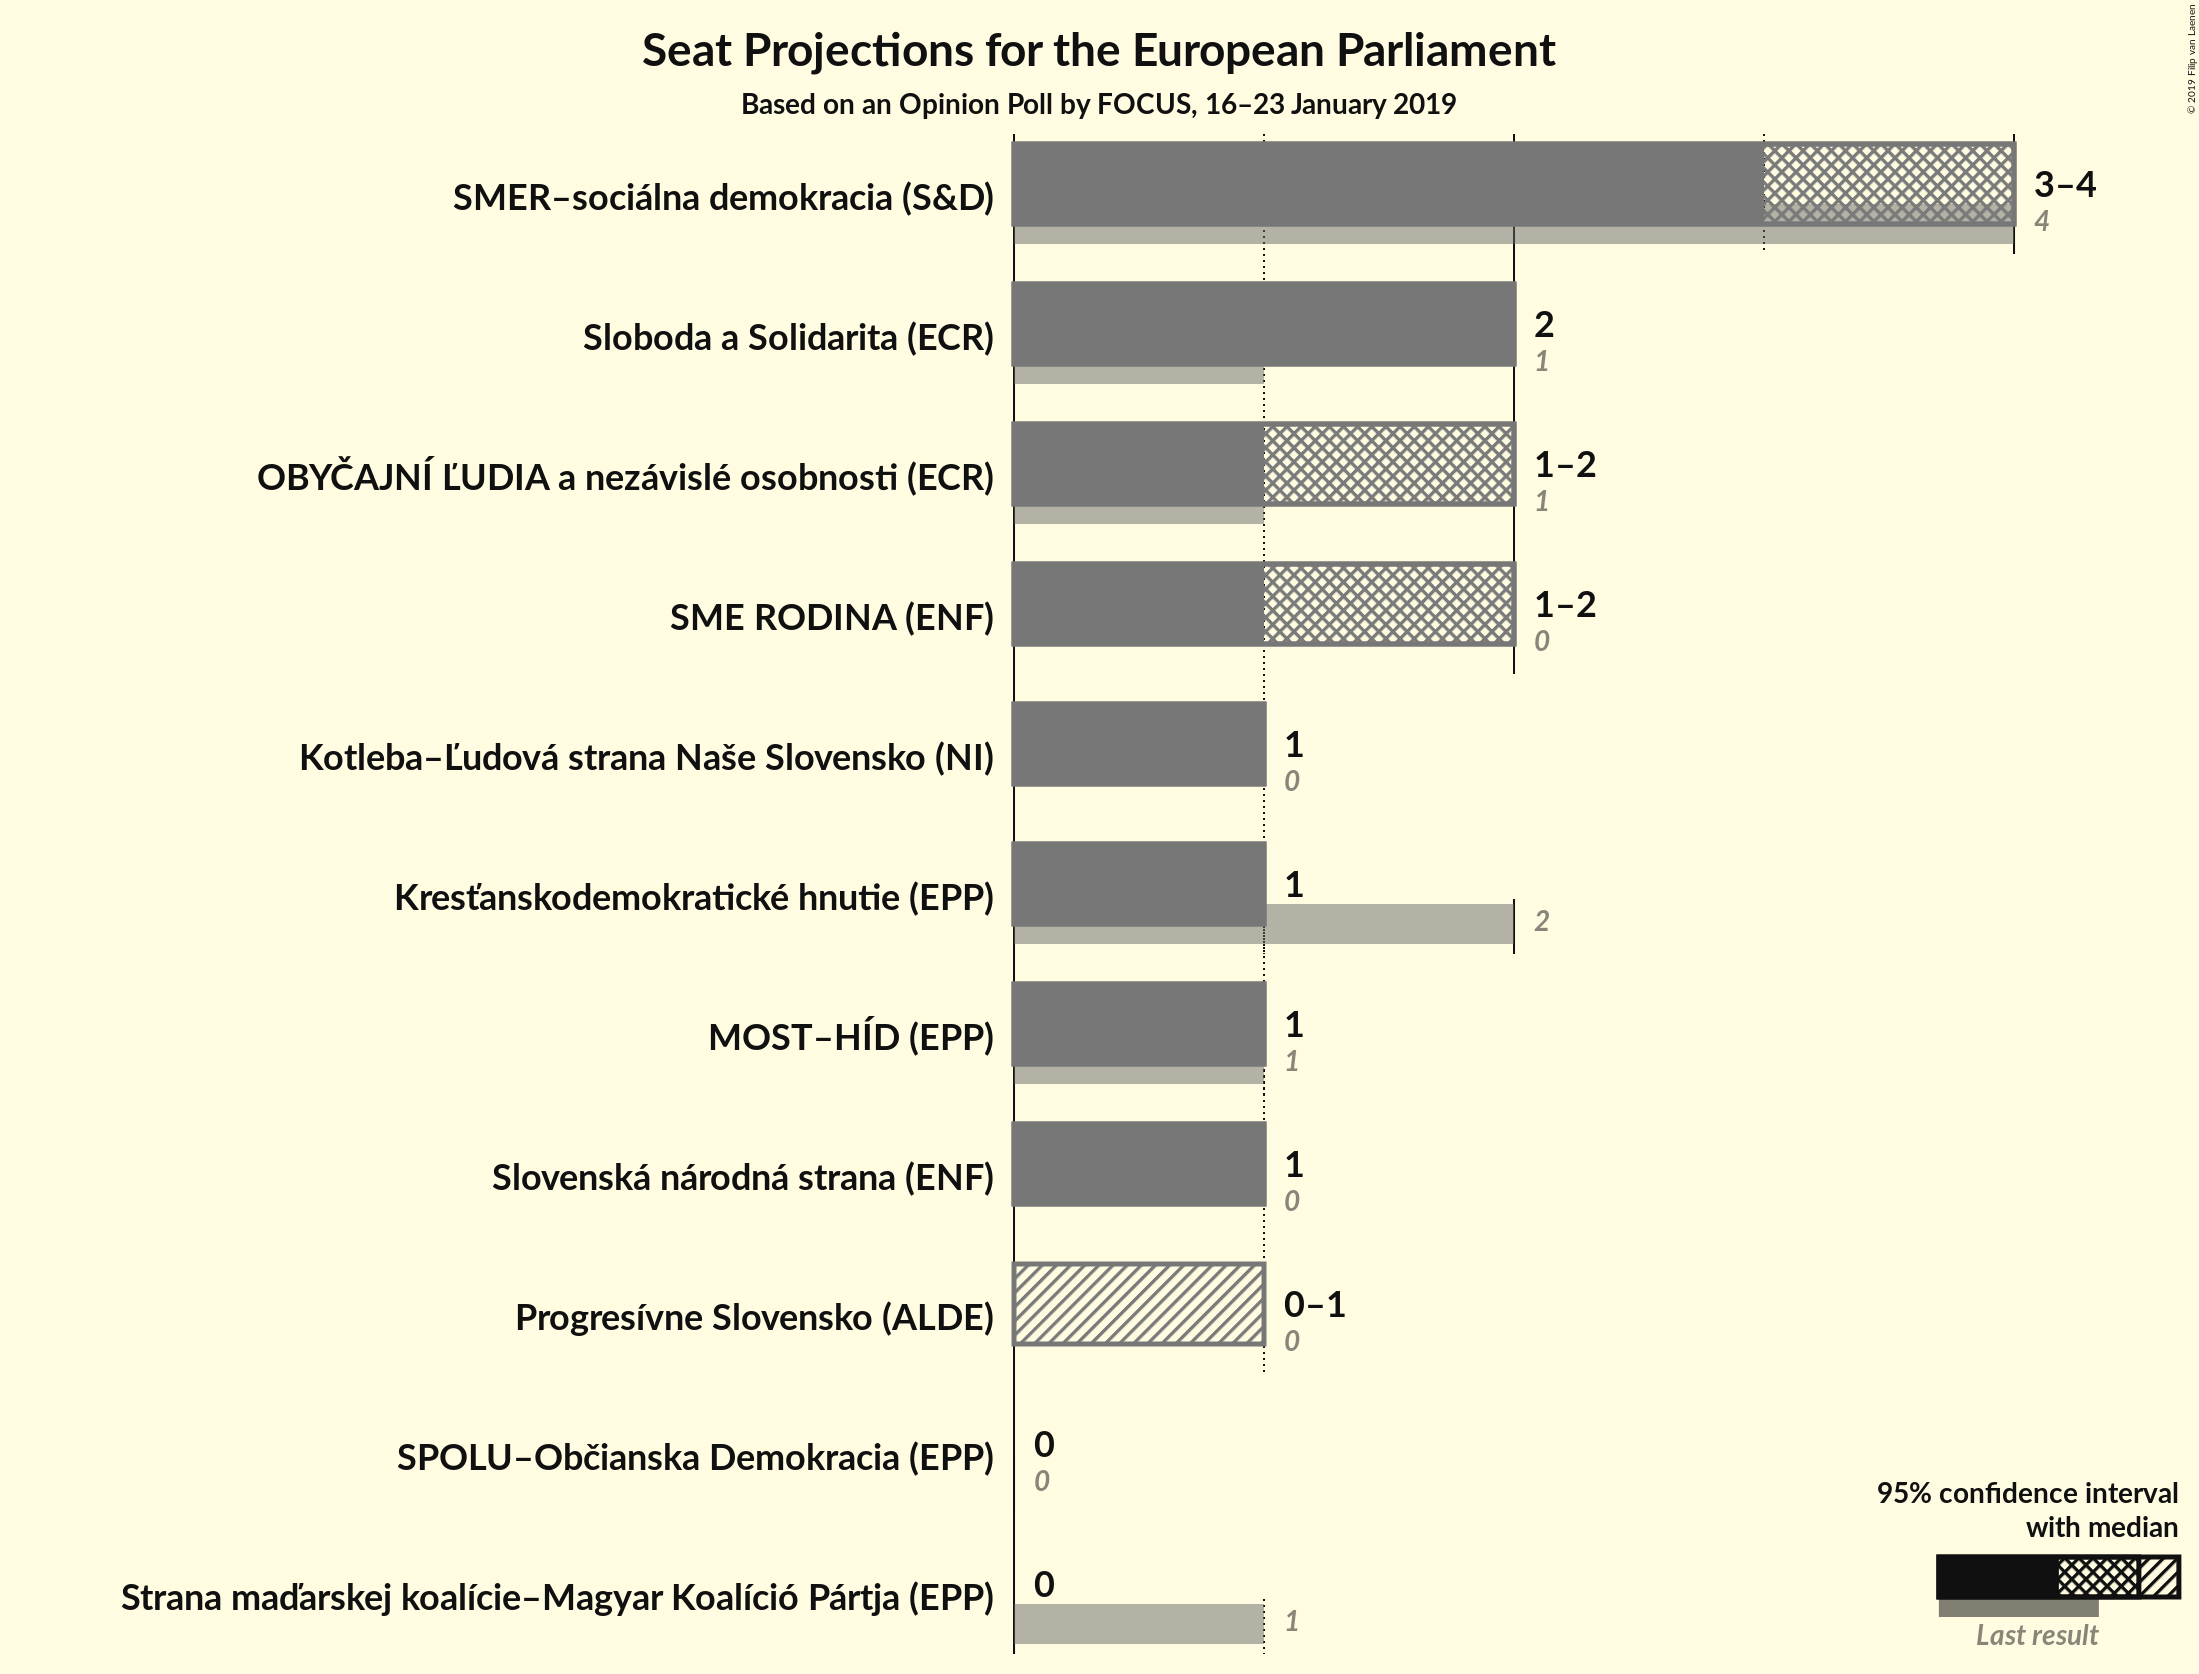 Seat Projections for the European Parliament
Based on an Opinion Poll by FOCUS, 16–23 January 2019
© 2019 Filip van Laenen
SMER–sociálna demokracia (S&D)
3–4
4
Sloboda a Solidarita (ECR)
2
1
OBYČAJNÍ ĽUDIA a nezávislé osobnosti (ECR)
1–2
1
SME RODINA (ENF)
1–2
0
Kotleba–Ľudová strana Naše Slovensko (NI)
1
0
Kresťanskodemokratické hnutie (EPP)
1
2
MOST–HÍD (EPP)
1
1
Slovenská národná strana (ENF)
1
0
Progresívne Slovensko (ALDE)
0–1
0
SPOLU–Občianska Demokracia (EPP)
0
0
Strana maďarskej koalície–Magyar Koalíció Pártja (EPP)
0
1
95% confidence interval
with median
Last result